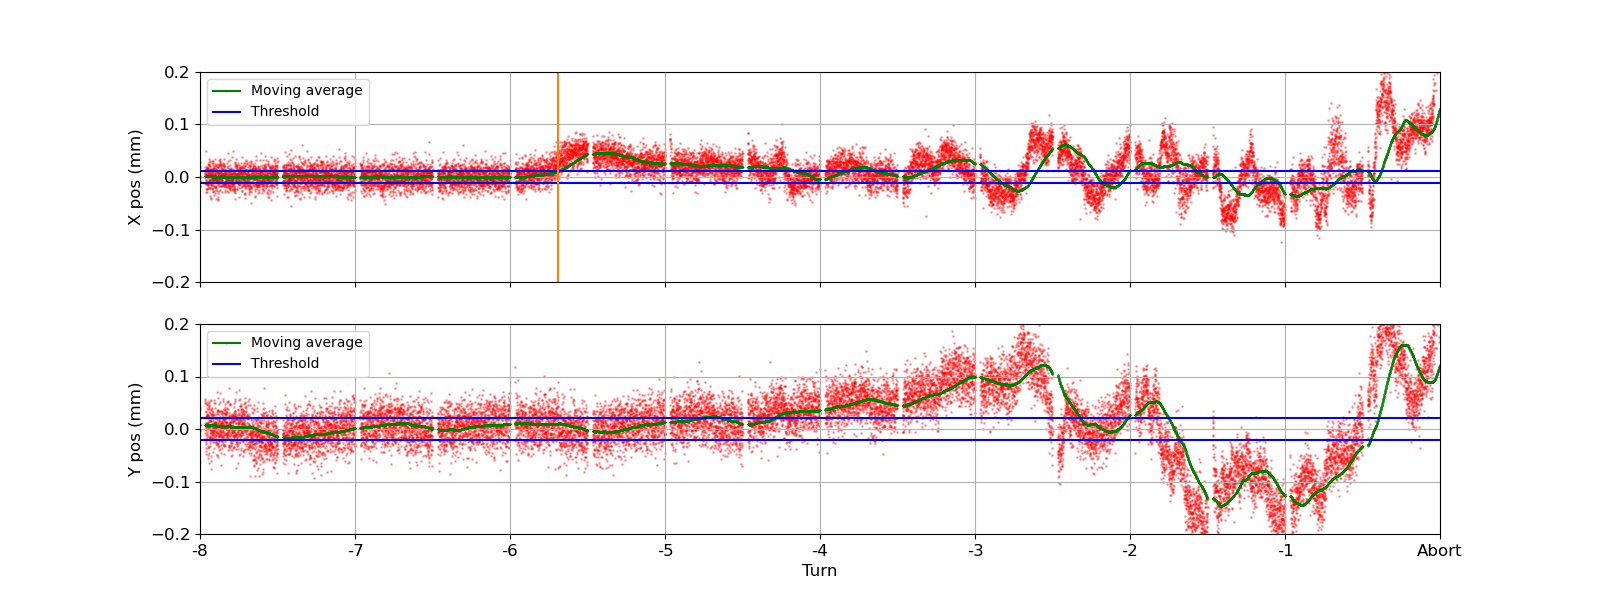 0.2
0.1
0.0
−0.1
−0.2
X pos (mm)
Moving average
Threshold
0.2
0.1
0.0
−0.1
−0.2
Y pos (mm)
Moving average
Threshold
-8 -7 -6 -5 -4 -3 -2 -1 Abort
Turn